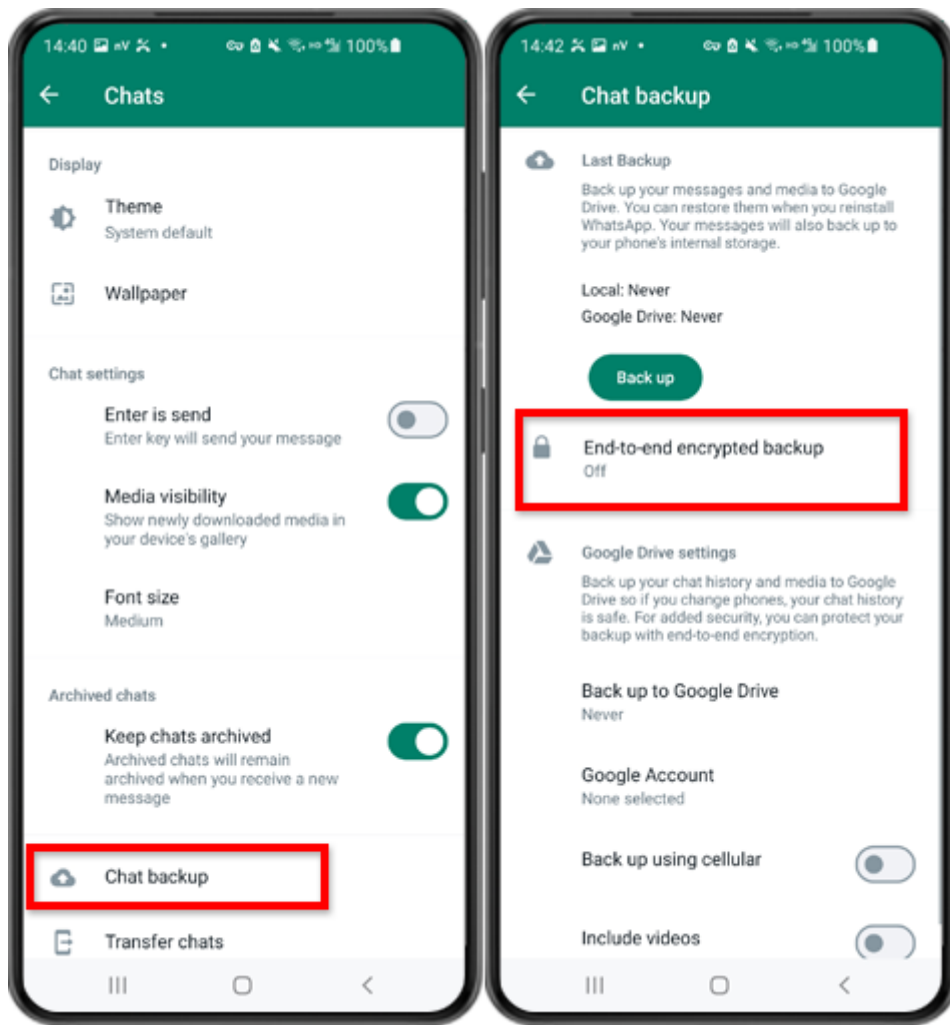 14:40
100%
Chats
Display
Theme
System default
Wallpaper
Chat settings
Enter is send
Enter key will send your message
Media visibility
Show newly downloaded media in
your device's gallery
Font size
Medium
Archived chats
Keep chats archived
Archived chats will remain
archived when you receive a new
message
Chat backup
Transfer chats
14:42
100%
Chat backup
Last Backup
Back up your messages and media to Google
Drive. You can restore them when you reinstall
WhatsApp. Your messages will also back up to
your phone's internal storage.
Local: Never
Google Drive: Never
Back up
End-to-end encrypted backup
Off
Google Drive settings
Back up your chat history and media to Google
Drive so if you change phones, your chat history
is safe. For added security, you can protect your
backup with end-to-end encryption.
Back up to Google Drive
Never
Google Account
None selected
Back up using cellular
Include videos